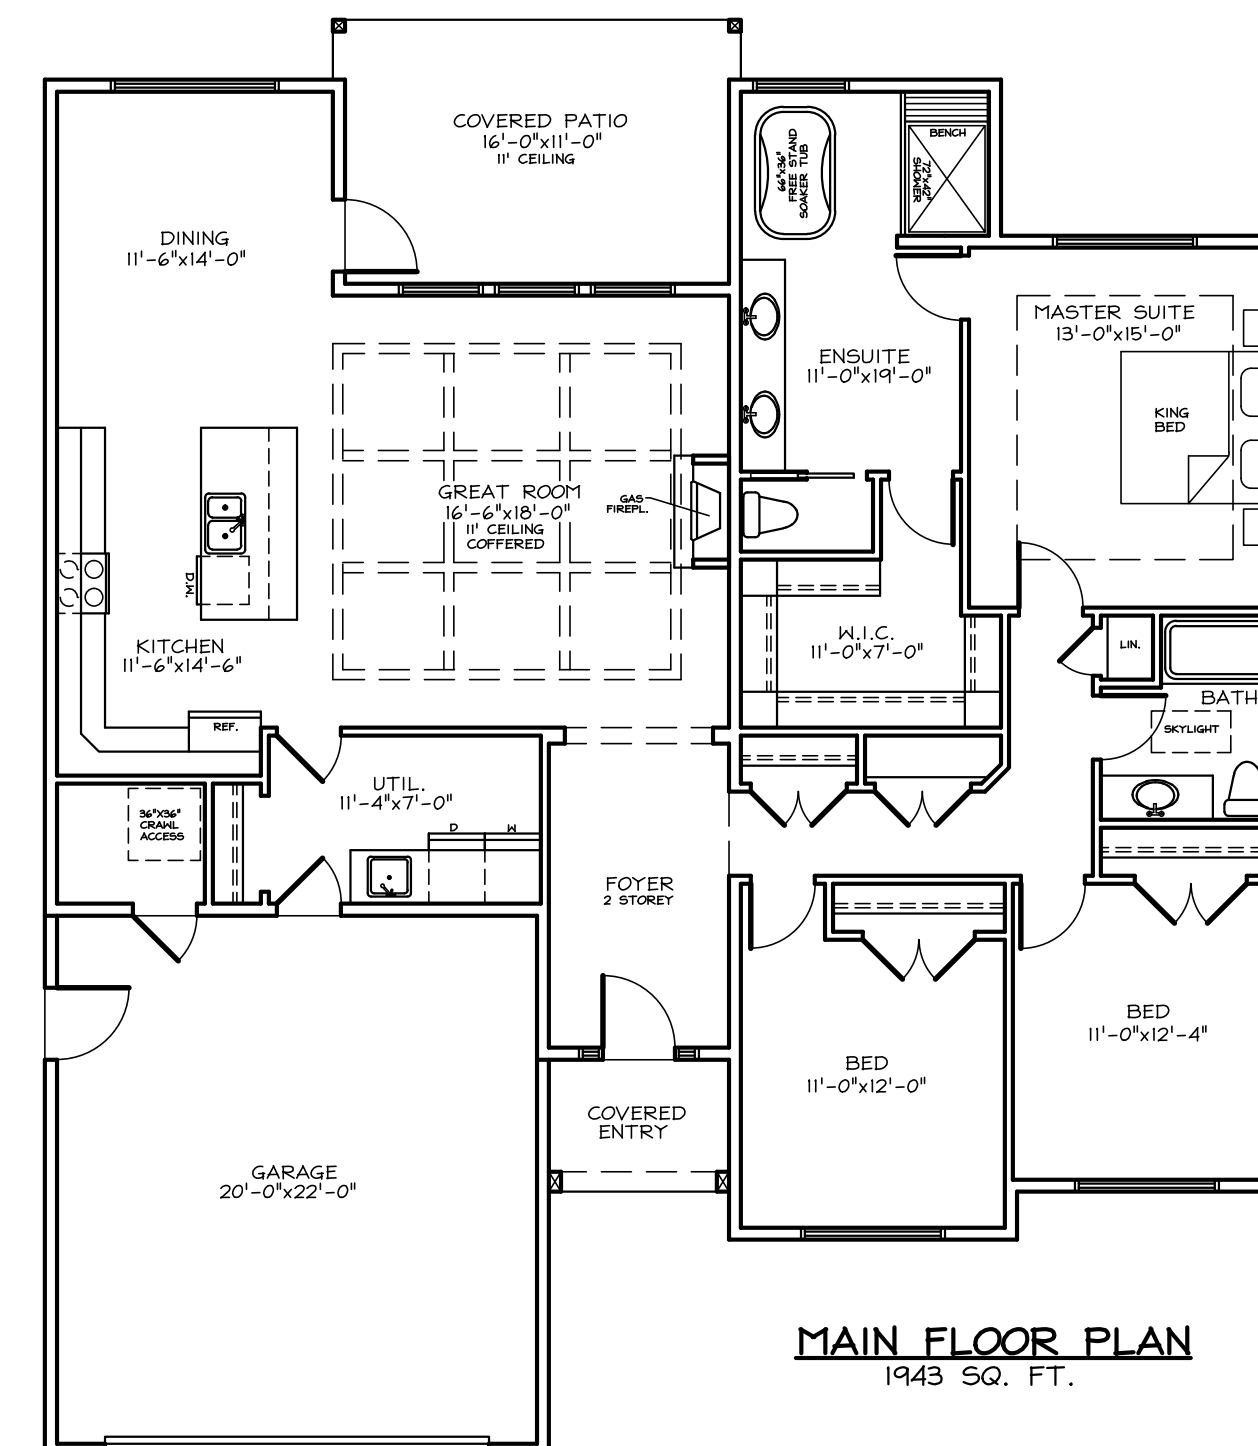 COVERED PATIO
16'-0"x11'-0"
11' CEILING
BENCH
72"x42"
SHOWER
66"x36"
FREE STAND
SOAKER TUB
DINING
11'-6"x14'-0"
MASTER SUITE
13'-0"x15'-0"
ENSUITE
11'-0"x19'-0"
KING
BED
GREAT ROOM
16'-6"x18'-0"
11' CEILING
COFFERED
GAS
FIREPL.
D.W.
KITCHEN
11'-6"x14'-6"
W.I.C.
11'-0"x7'-0"
LIN.
BATH
SKYLIGHT
REF.
UTIL.
11'-4"x7'-0"
36"X36"
CRAWL
ACCESS
D
W
FOYER
2 STOREY
BED
11'-0"x12'-4"
BED
11'-0"x12'-0"
COVERED
ENTRY
GARAGE
20'-0"x22'-0"
MAIN FLOOR PLAN
1943 SQ. FT.